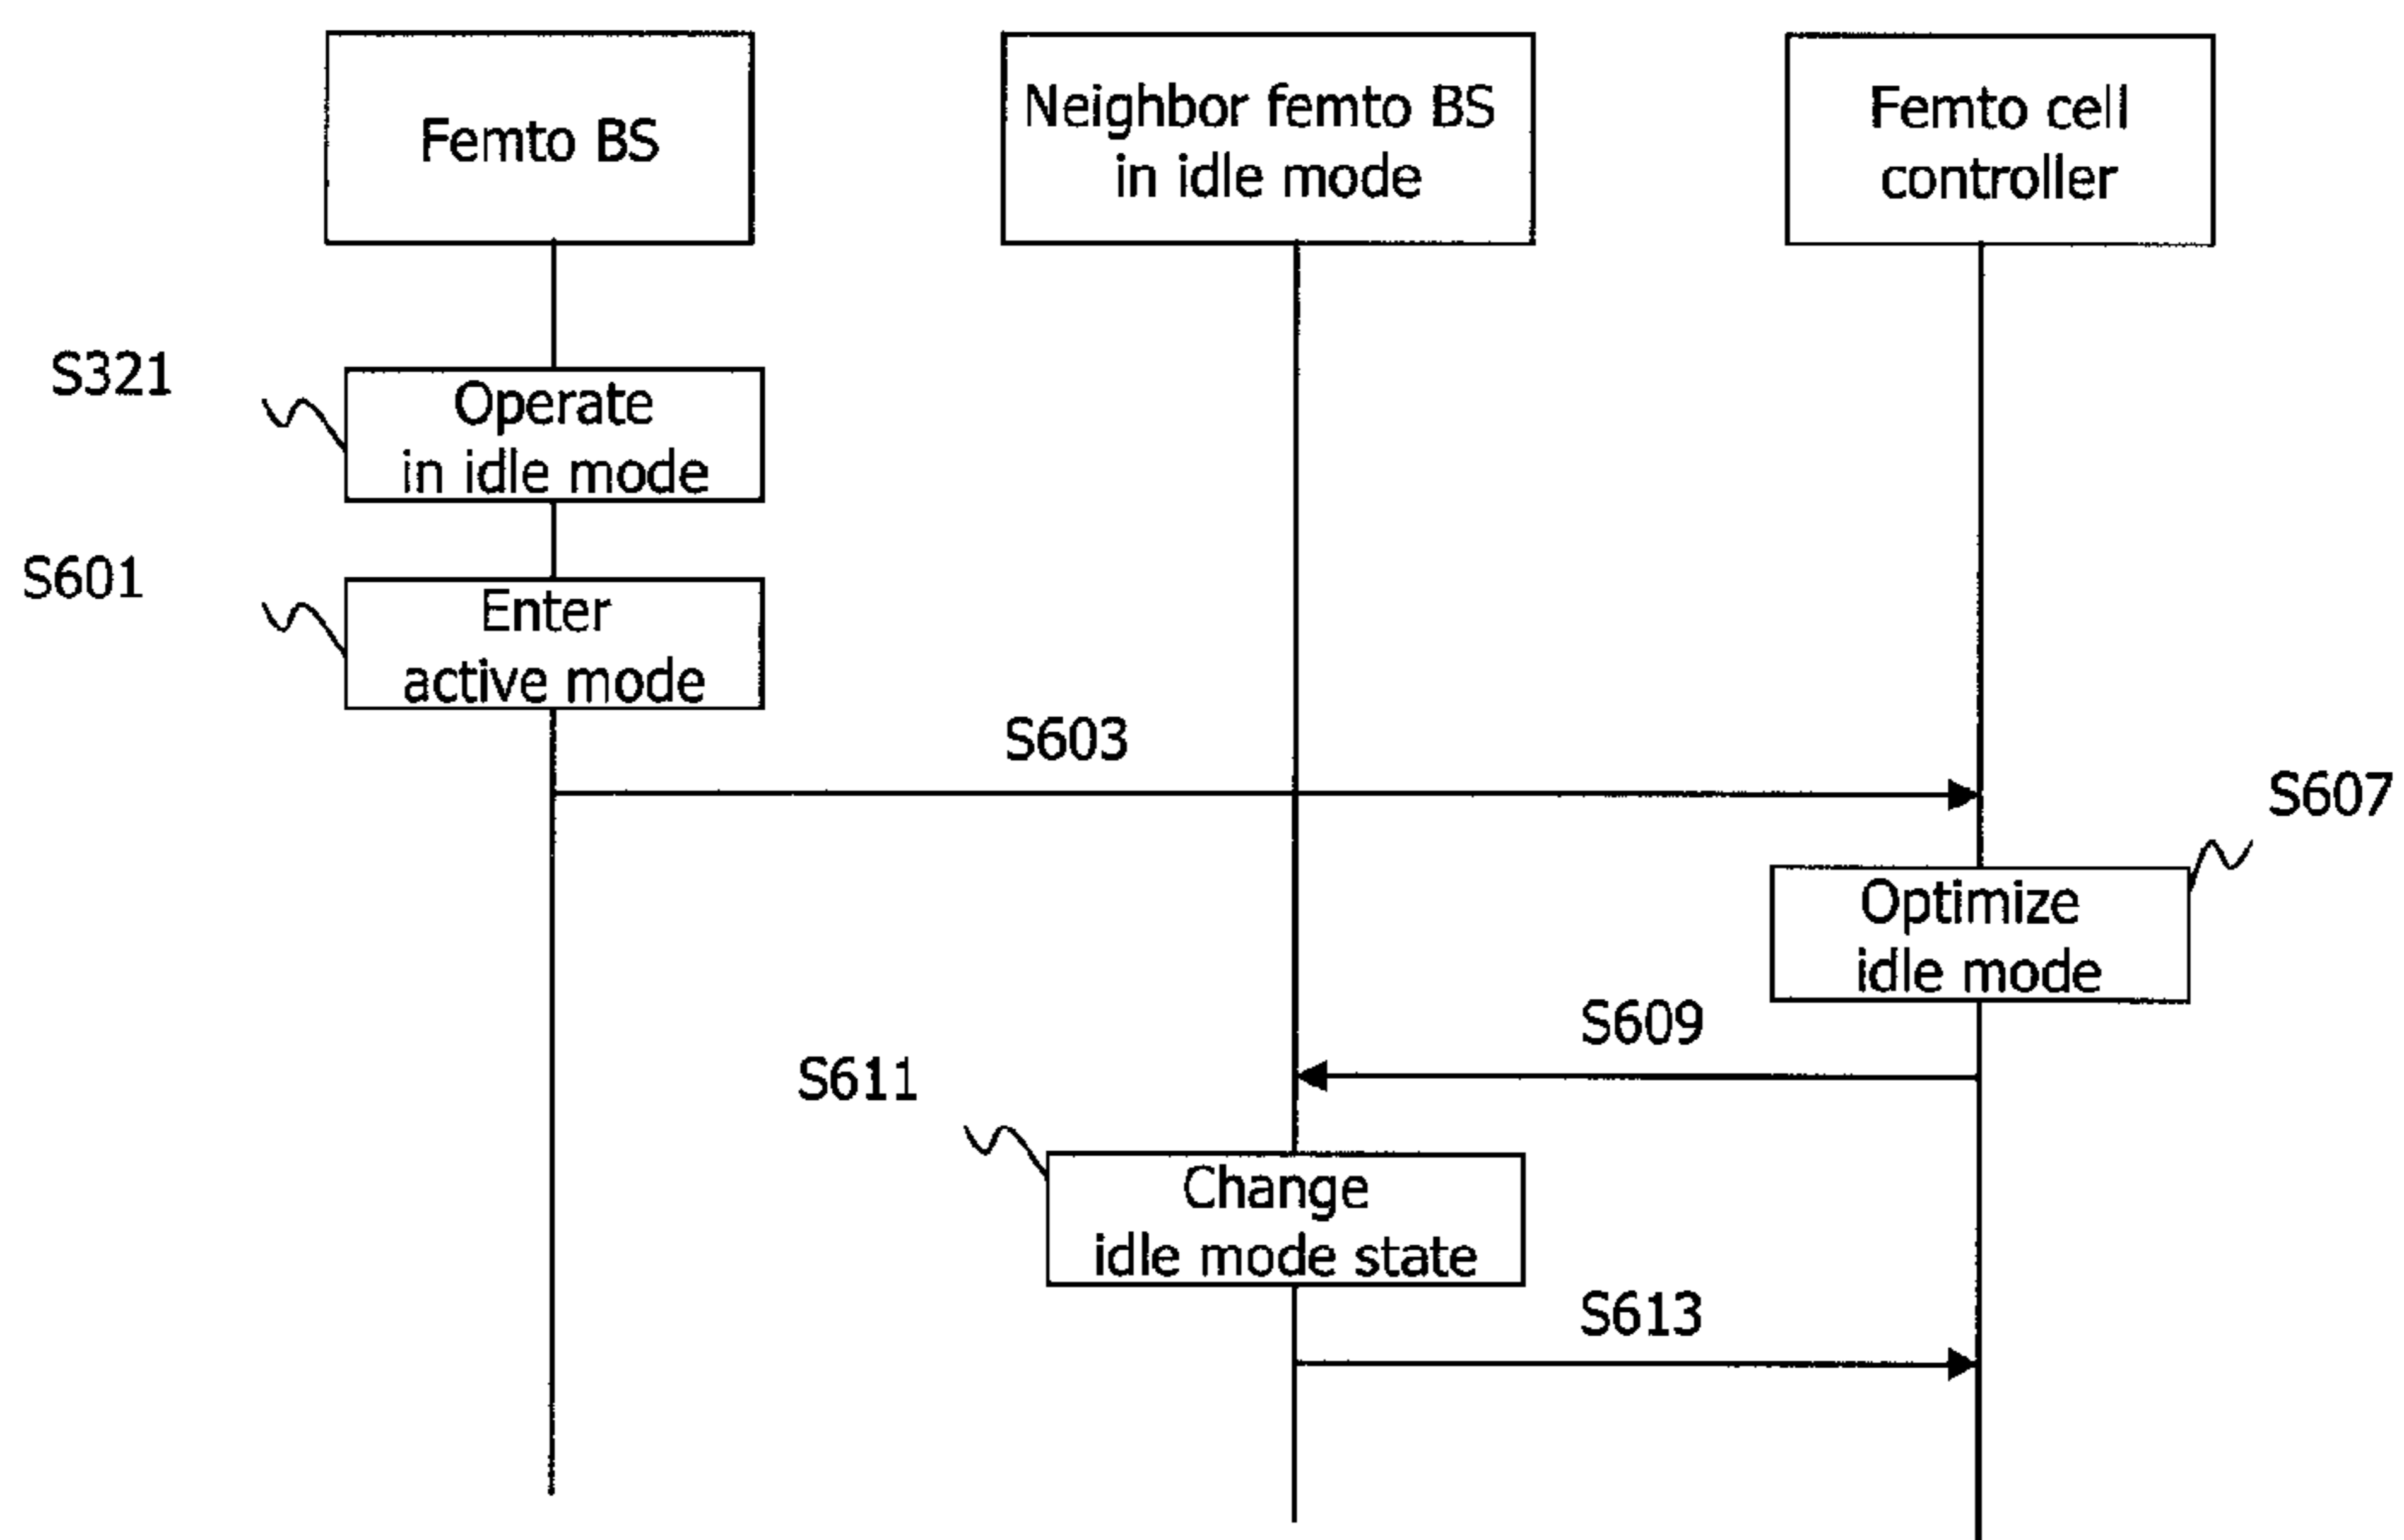 Femto BS
Neighbor femto BS
in idle mode
Femto cell
controller
S321
Operate
in idle mode
S601
Enter
active mode
S603
S607
Optimize
idle mode
S609
S611
Change
idle mode state
S613